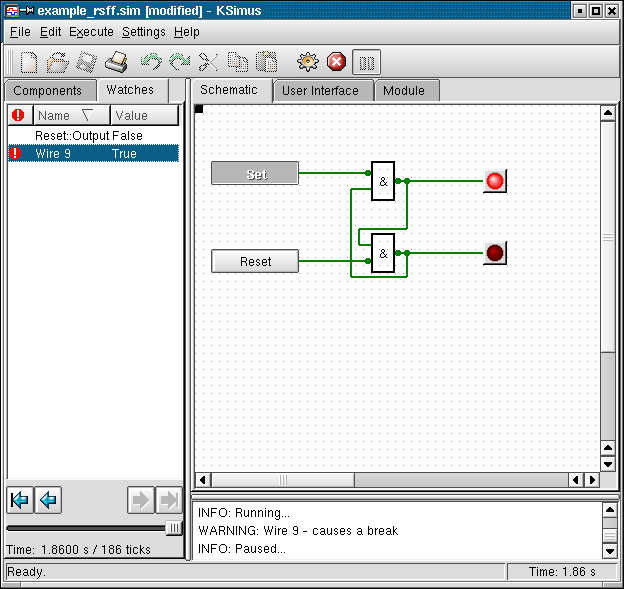 example_rsff.sim [modified] - KSimus
File Edit Execute Settings Help
Components Watches
Schematic User Interface Module
Name Value
Reset::Output False
Wire 9 True
Set
&
Reset
&
INFO: Running...
WARNING: Wire 9 - causes a break
INFO: Paused...
Time: 1.8600 s / 186 ticks
Ready.
Time: 1.86 s